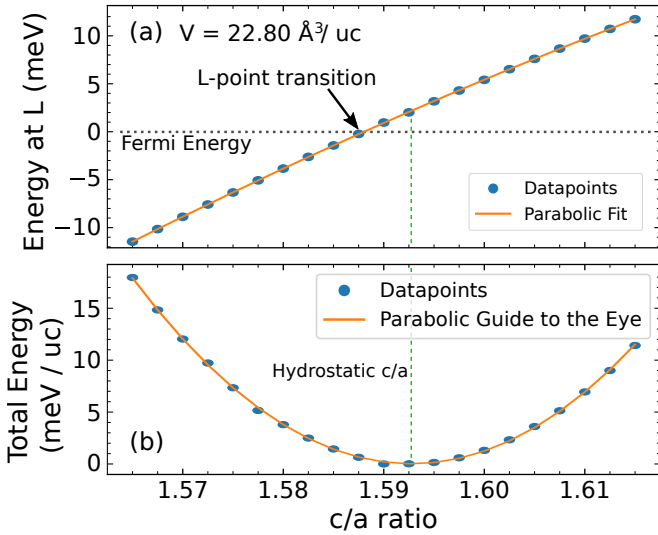 (a) V = 22.80 Å³/ uc
L-point transition
Fermi Energy
Datapoints
Parabolic Fit
Energy at L (meV)
10
5
0
−5
−10
Datapoints
Parabolic Guide to the Eye
Hydrostatic c/a
(b)
Total Energy
(meV / uc)
15
10
5
0
1.57 1.58 1.59 1.60 1.61
c/a ratio